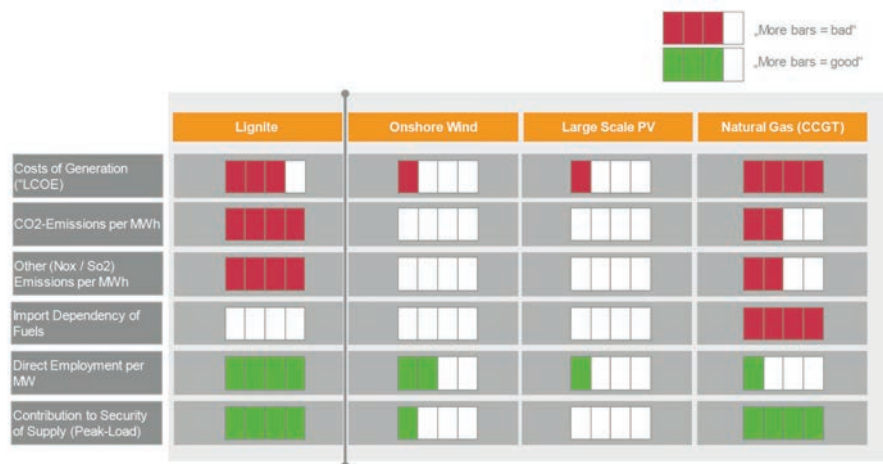 „More bars = bad“
„More bars = good“
Lignite
Onshore Wind
Large Scale PV
Natural Gas (CCGT)
Costs of Generation
("LCOE)
CO2-Emissions per MWh
Other (Nox / So2)
Emissions per MWh
Import Dependency of
Fuels
Direct Employment per
MW
Contribution to Security
of Supply (Peak-Load)